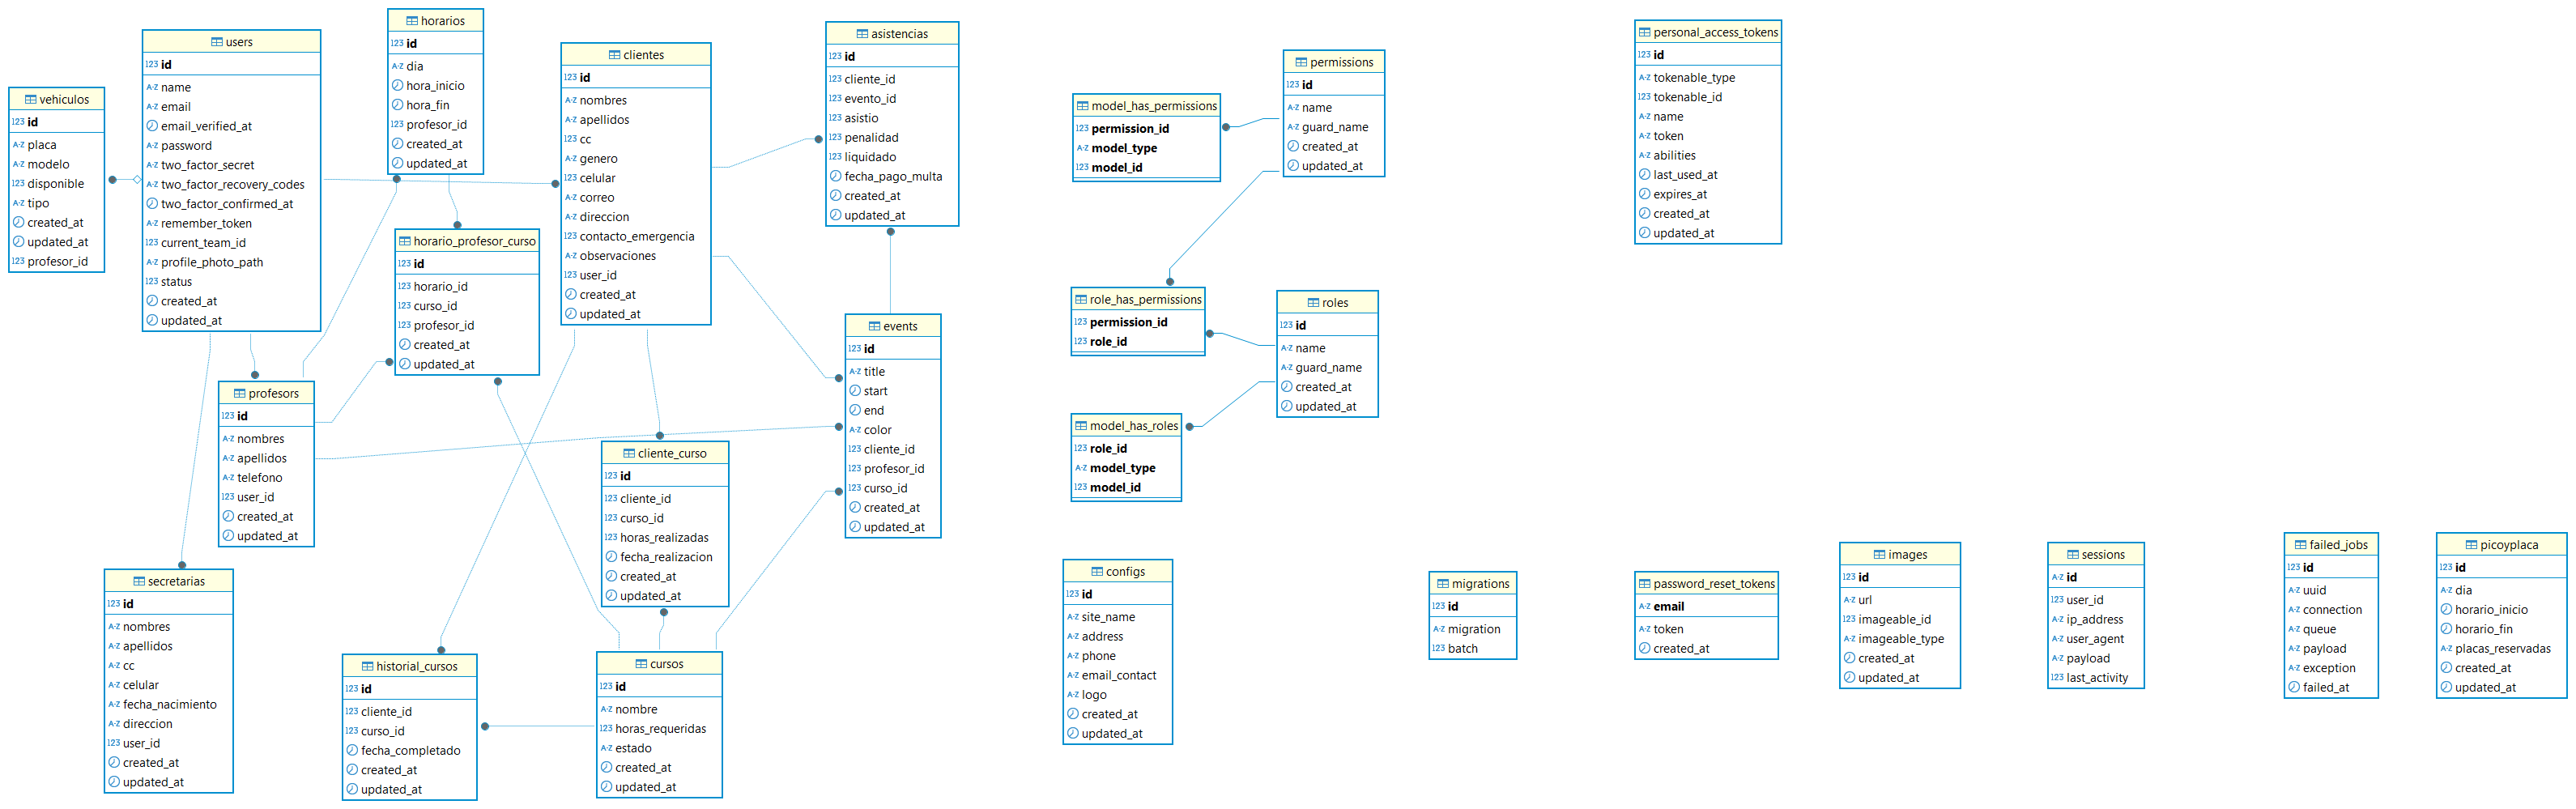 vehiculos
123 id
A-Z placa
A-Z modelo
123 disponible
A-Z tipo
created_at
updated_at
123 profesor_id
users
123 id
A-Z name
A-Z email
email_verified_at
A-Z password
A-Z two_factor_secret
A-Z two_factor_recovery_codes
two_factor_confirmed_at
A-Z remember_token
123 current_team_id
A-Z profile_photo_path
123 status
created_at
updated_at
horarios
123 id
A-Z dia
hora_inicio
hora_fin
123 profesor_id
created_at
updated_at
horario_profesor_curso
123 id
123 horario_id
123 curso_id
123 profesor_id
created_at
updated_at
profesors
123 id
A-Z nombres
A-Z apellidos
A-Z telefono
123 user_id
created_at
updated_at
secretarias
123 id
A-Z nombres
A-Z apellidos
A-Z cc
A-Z celular
A-Z fecha_nacimiento
A-Z direccion
123 user_id
created_at
updated_at
clientes
123 id
A-Z nombres
A-Z apellidos
123 cc
A-Z genero
123 celular
A-Z correo
A-Z direccion
123 contacto_emergencia
A-Z observaciones
123 user_id
created_at
updated_at
cliente_curso
123 id
123 cliente_id
123 curso_id
123 horas_realizadas
fecha_realizacion
created_at
updated_at
historial_cursos
123 id
123 cliente_id
123 curso_id
fecha_completado
created_at
updated_at
cursos
123 id
A-Z nombre
123 horas_requeridas
A-Z estado
created_at
updated_at
asistencias
123 id
123 cliente_id
123 evento_id
123 asistio
123 penalidad
123 liquidado
fecha_pago_multa
created_at
updated_at
events
123 id
A-Z title
start
end
A-Z color
123 cliente_id
123 profesor_id
123 curso_id
created_at
updated_at
model_has_permissions
123 permission_id
A-Z model_type
123 model_id
permissions
123 id
A-Z name
A-Z guard_name
created_at
updated_at
role_has_permissions
123 permission_id
123 role_id
roles
123 id
A-Z name
A-Z guard_name
created_at
updated_at
model_has_roles
123 role_id
A-Z model_type
123 model_id
configs
123 id
A-Z site_name
A-Z address
A-Z phone
A-Z email_contact
A-Z logo
created_at
updated_at
personal_access_tokens
123 id
A-Z tokenable_type
123 tokenable_id
A-Z name
A-Z token
A-Z abilities
last_used_at
expires_at
created_at
updated_at
migrations
123 id
A-Z migration
123 batch
password_reset_tokens
A-Z email
A-Z token
created_at
images
123 id
A-Z url
123 imageable_id
A-Z imageable_type
created_at
updated_at
sessions
A-Z id
123 user_id
A-Z ip_address
A-Z user_agent
A-Z payload
123 last_activity
failed_jobs
123 id
A-Z uuid
A-Z connection
A-Z queue
A-Z payload
A-Z exception
failed_at
picoyplaca
123 id
A-Z dia
horario_inicio
horario_fin
A-Z placas_reservadas
created_at
updated_at